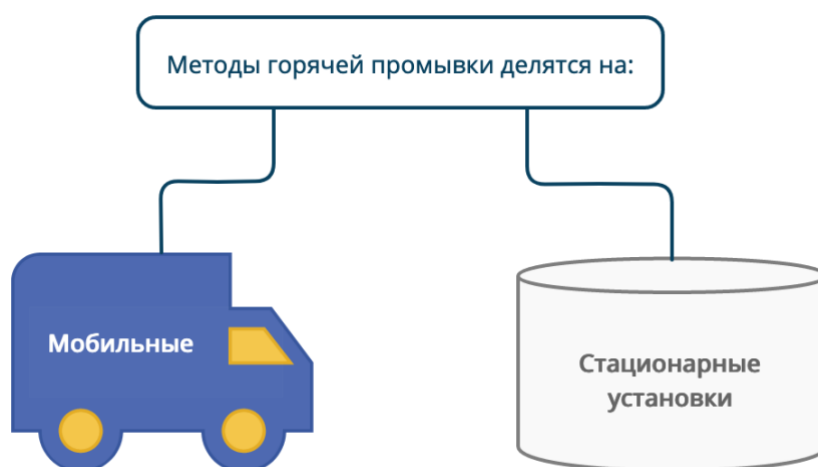 Методы горячей промывки делятся на:
Мобильные
Стационарные
установки